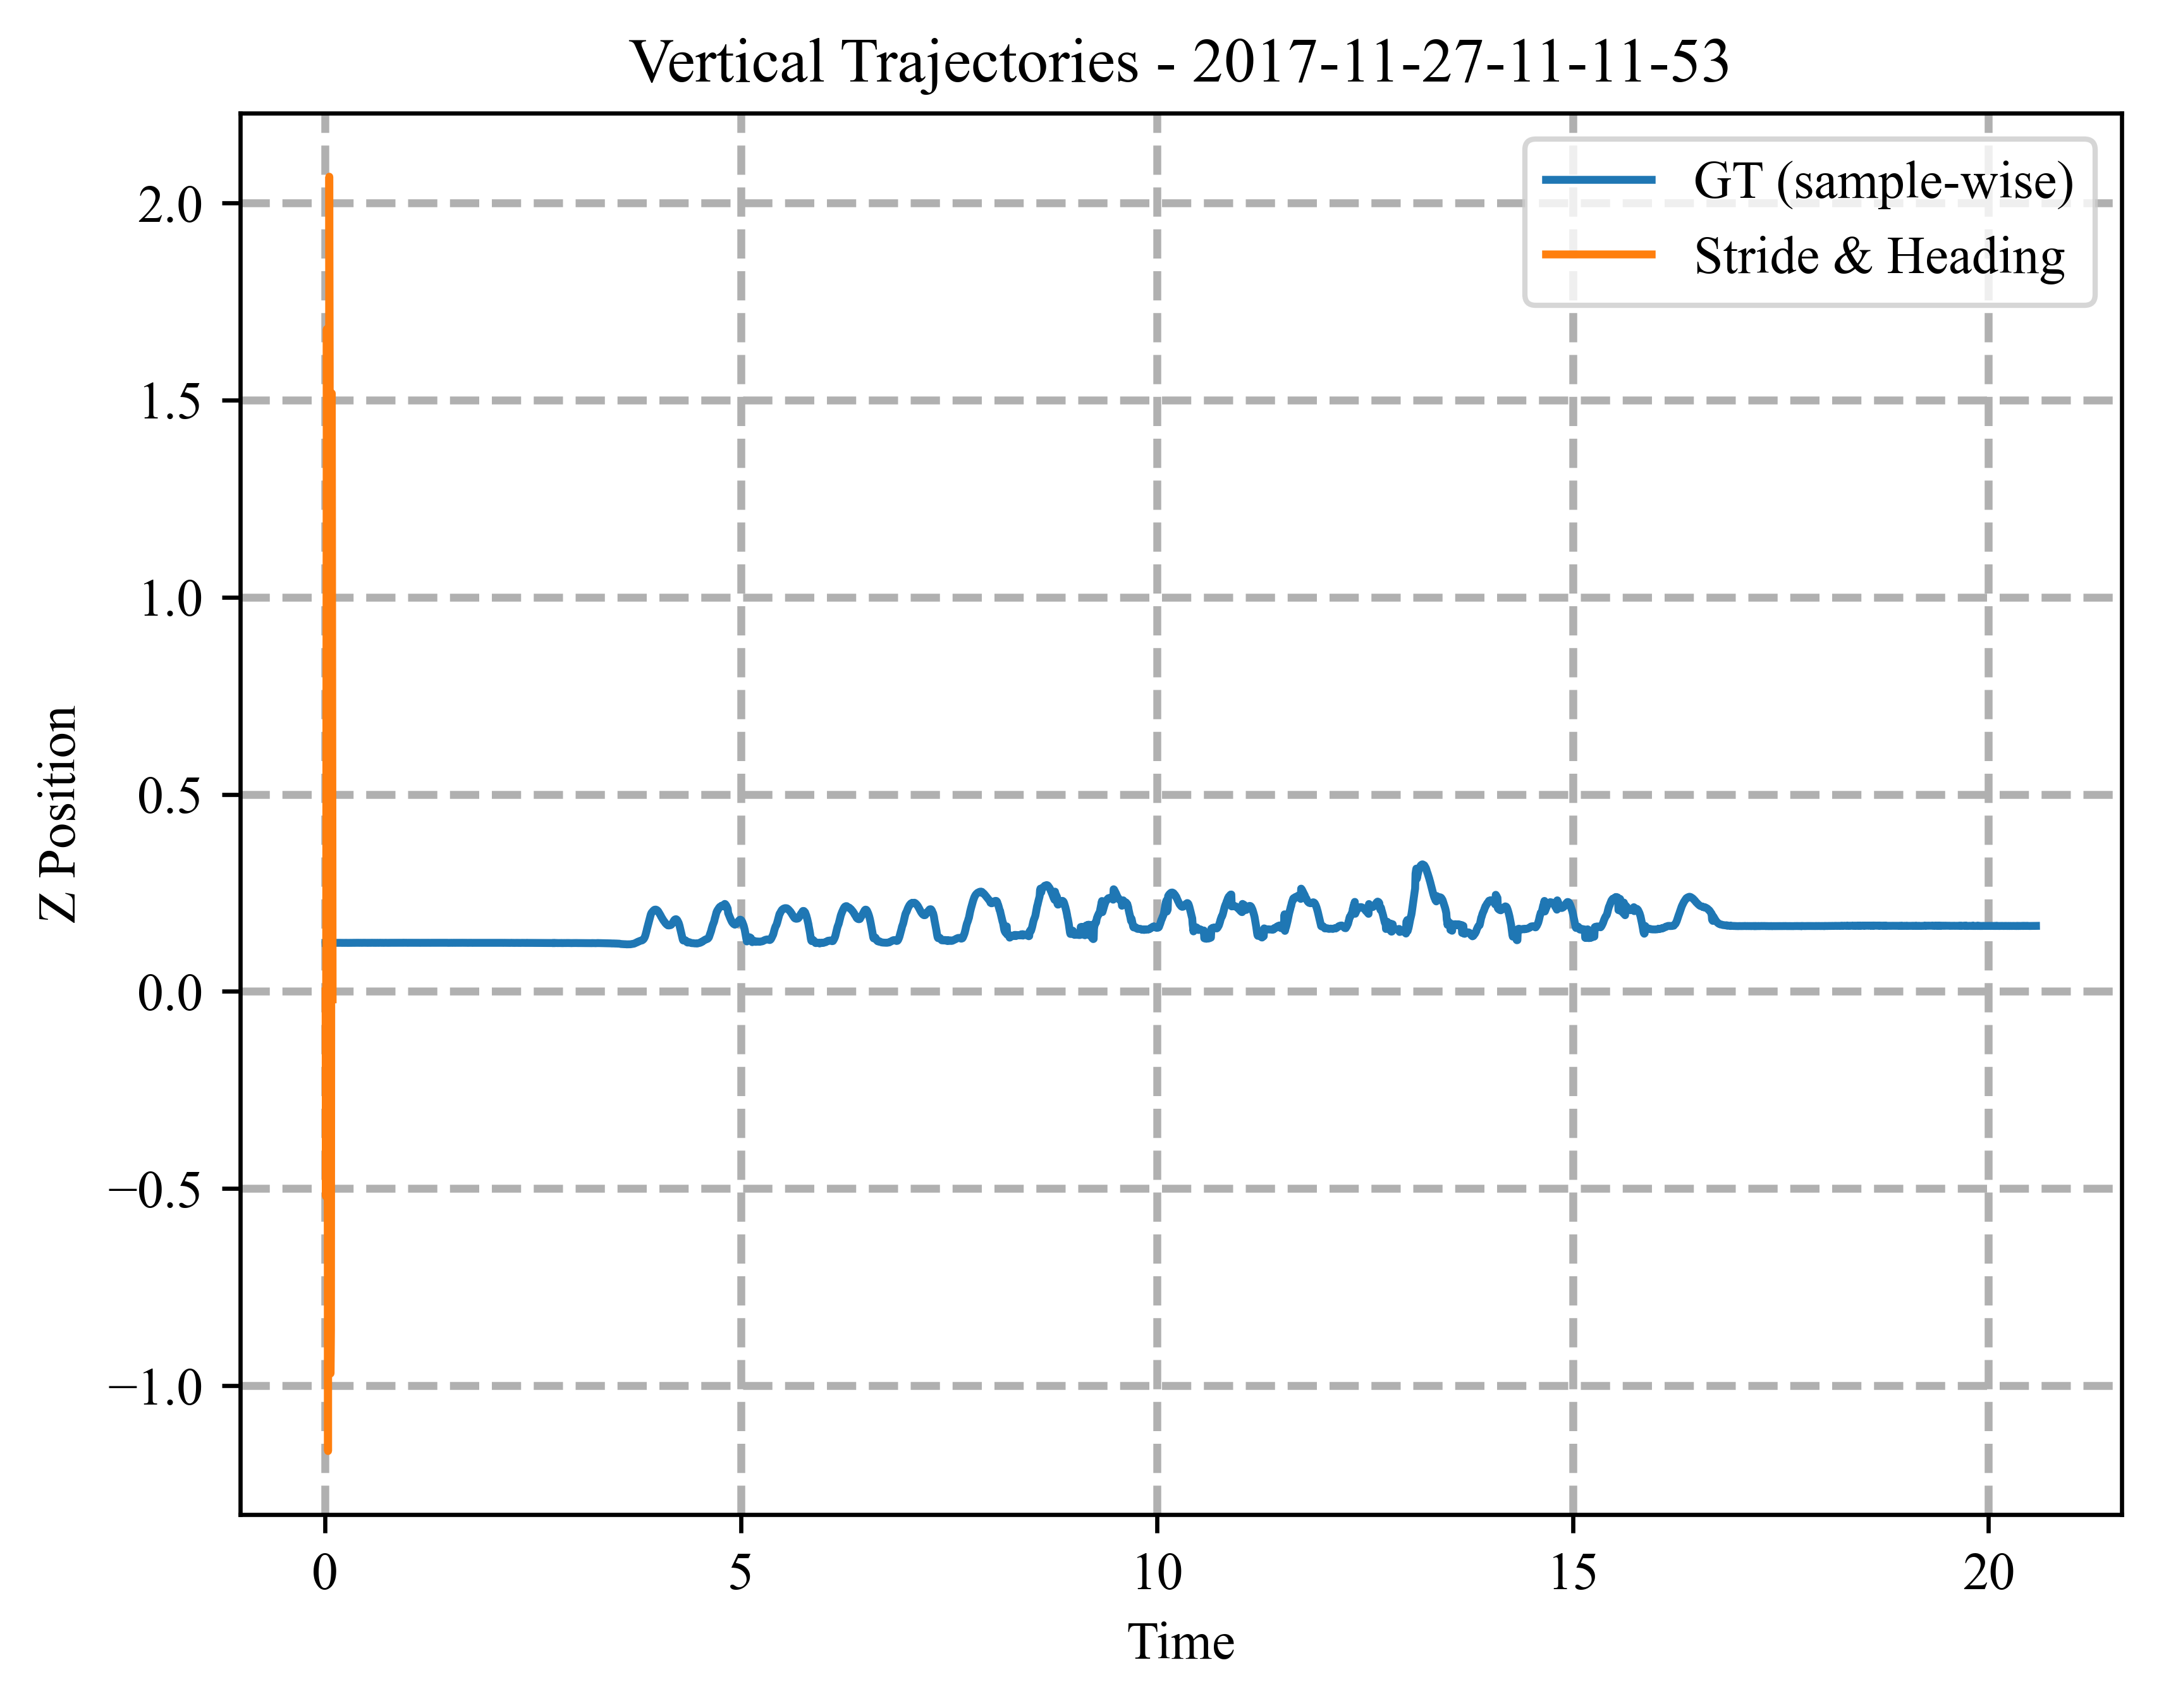 Vertical Trajectories - 2017-11-27-11-11-53
GT (sample-wise)
Stride & Heading
2.0
1.5
1.0
0.5
0.0
−0.5
−1.0
Z Position
0 5 10 15 20
Time